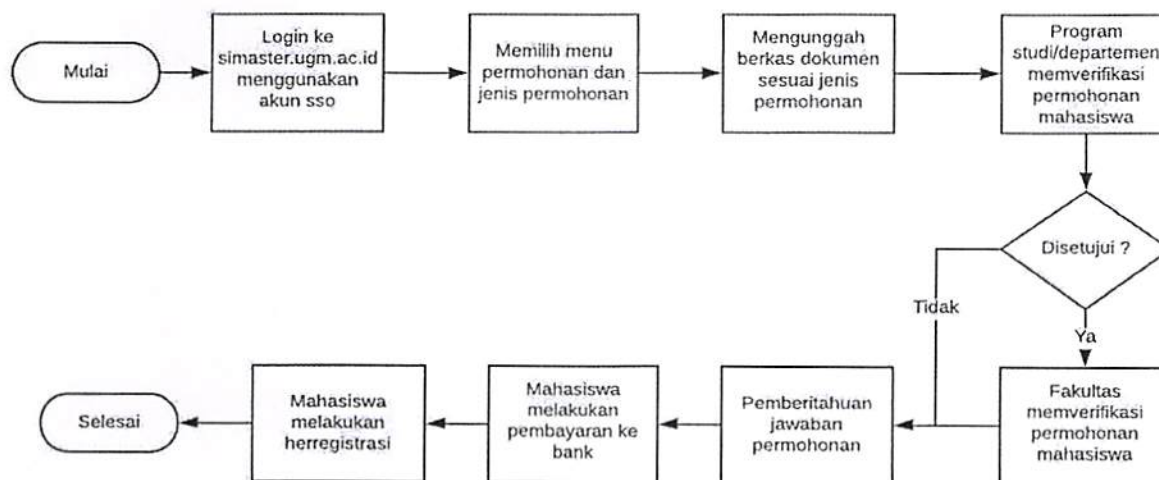 Mulai
Login ke
simaster.ugm.ac.id
menggunakan
akun sso
Memilih menu
permohonan dan
jenis permohonan
Mengunggah
berkas dokumen
sesuai jenis
permohonan
Program
studi/departemen
memverifikasi
permohonan
mahasiswa
Disetujui ?
Tidak
Ya
Fakultas
memverifikasi
permohonan
mahasiswa
Pemberitahuan
jawaban
permohonan
Mahasiswa
melakukan
pembayaran ke
bank
Mahasiswa
melakukan
herregistrasi
Selesai